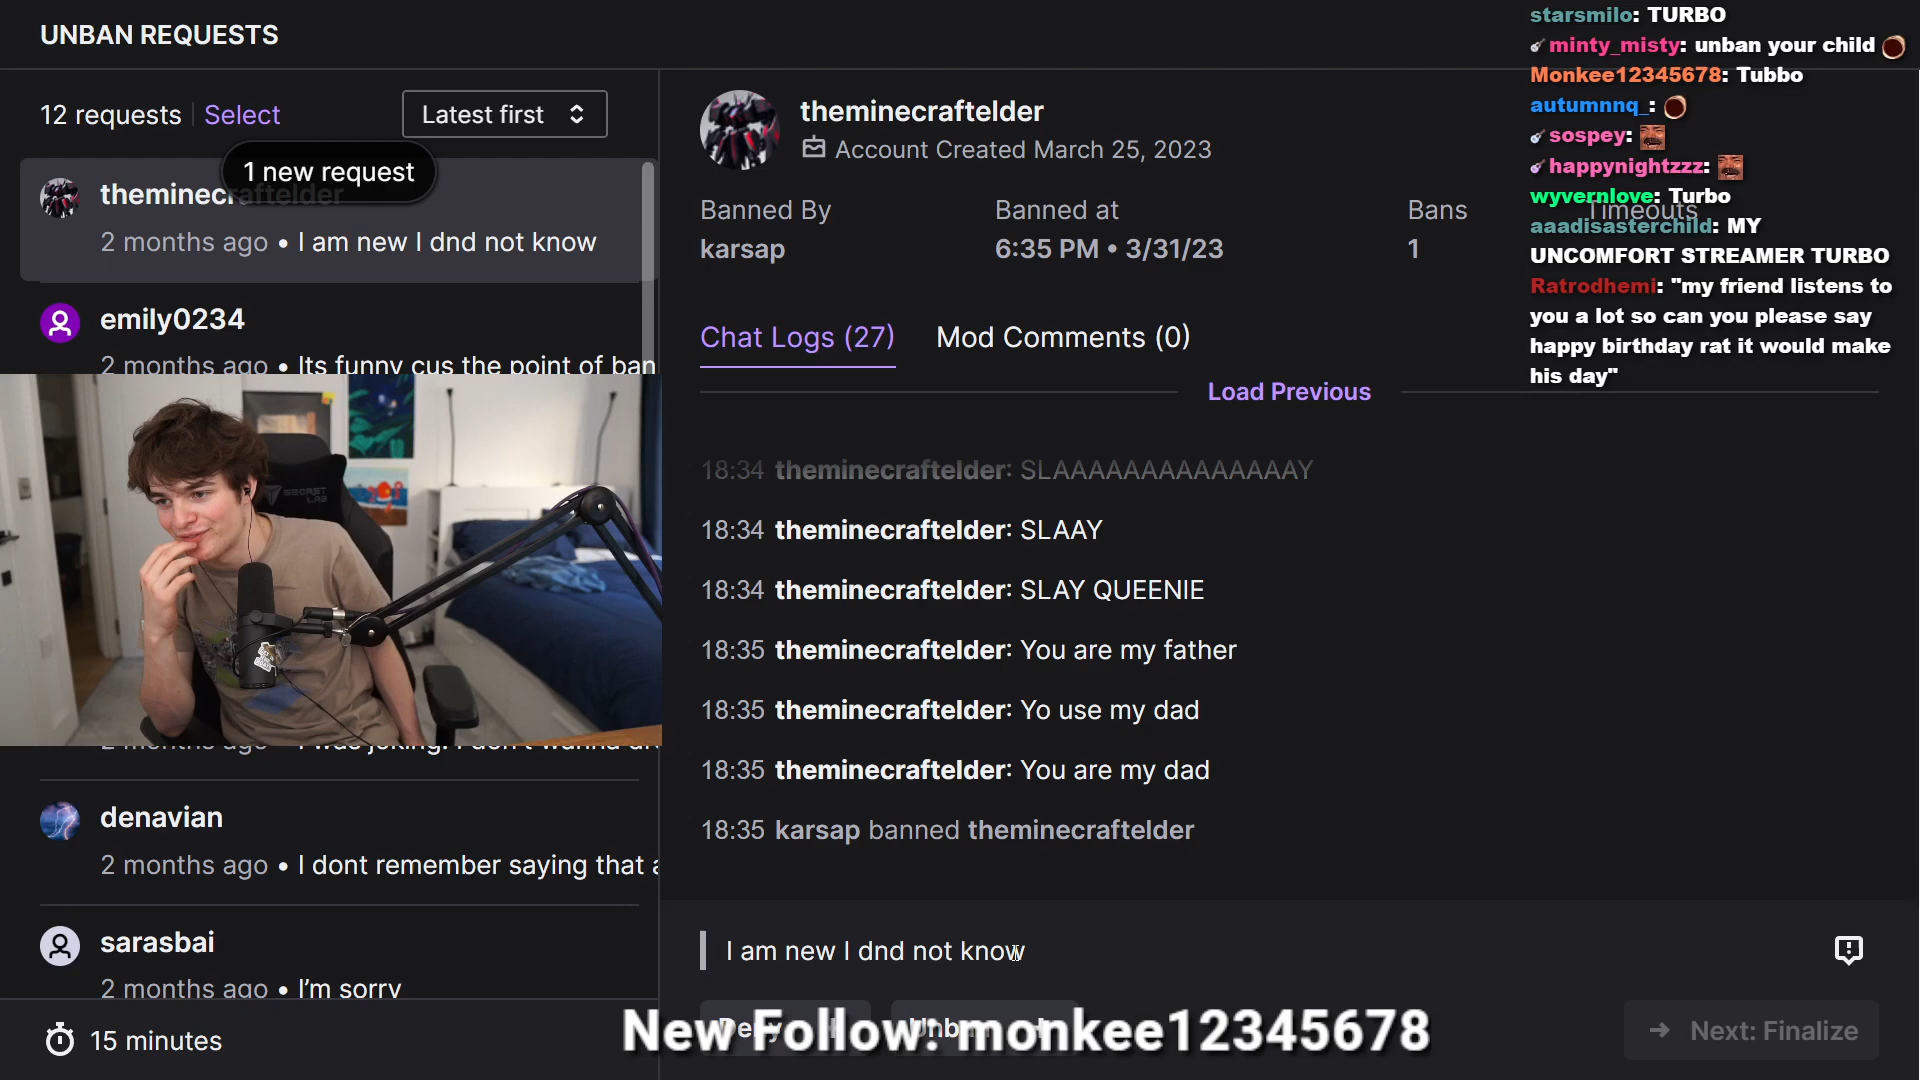 UNBAN REQUESTS
12 requests
Select
Latest first
1 new request
theminecraftelder
2 months ago • I am new I dnd not know
emily0234
2 months ago • Its funny cus the point of ban
denavian
2 months ago • I dont remember saying that a
sarasbai
2 months ago • I'm sorry
15 minutes
SECRET LAB
theminecraftelder
Account Created March 25, 2023
Banned By
karsap
Banned at
6:35 PM • 3/31/23
Bans
1
Timeouts
Chat Logs (27)
Mod Comments (0)
Load Previous
18:34 theminecraftelder: SLAAAAAAAAAAAAAAY
18:34 theminecraftelder: SLAAY
18:34 theminecraftelder: SLAY QUEENIE
18:35 theminecraftelder: You are my father
18:35 theminecraftelder: Yo use my dad
18:35 theminecraftelder: You are my dad
18:35 karsap banned theminecraftelder
I am new I dnd not know
Next: Finalize
New Follow: monkee12345678
starsmilo: TURBO
minty_misty: unban your child
Monkee12345678: Tubbo
autumnnq_:
sospey:
happynightzzz:
wyvernlove: Turbo
aaadisasterchild: MY
UNCOMFORT STREAMER TURBO
Ratrodhemi: "my friend listens to
you a lot so can you please say
happy birthday rat it would make
his day"